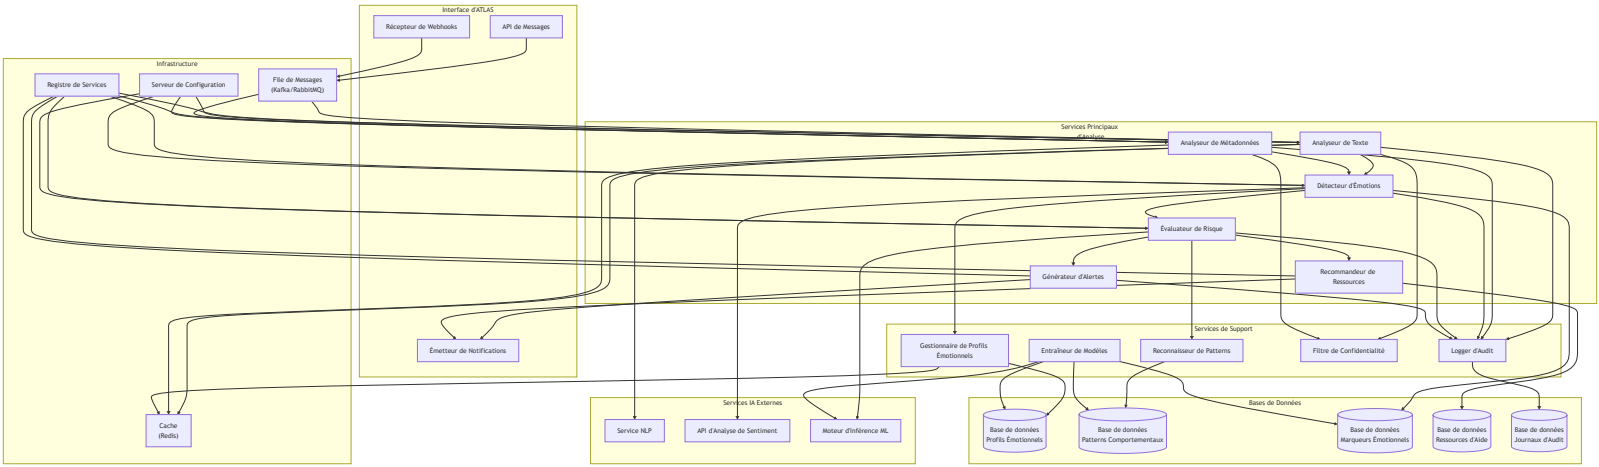 Interface d'ATLAS
Récepteur de Webhooks
API de Messages
Infrastructure
Registre de Services
Serveur de Configuration
File de Messages
(Kafka/RabbitMQ)
Services Principaux
d'Analyse
Analyseur de Métadonnées
Analyseur de Texte
Détecteur d'Émotions
Évaluateur de Risque
Générateur d'Alertes
Recommandeur de
Ressources
Services de Support
Émetteur de Notifications
Gestionnaire de Profils
Émotionnels
Entraîneur de Modèles
Reconnaisseur de Patterns
Filtre de Confidentialité
Logger d'Audit
Services IA Externes
Bases de Données
Cache
(Redis)
Service NLP
API d'Analyse de Sentiment
Moteur d'Inférence ML
Base de données
Profils Émotionnels
Base de données
Patterns Comportementaux
Base de données
Marqueurs Émotionnels
Base de données
Ressources d'Aide
Base de données
Journaux d'Audit